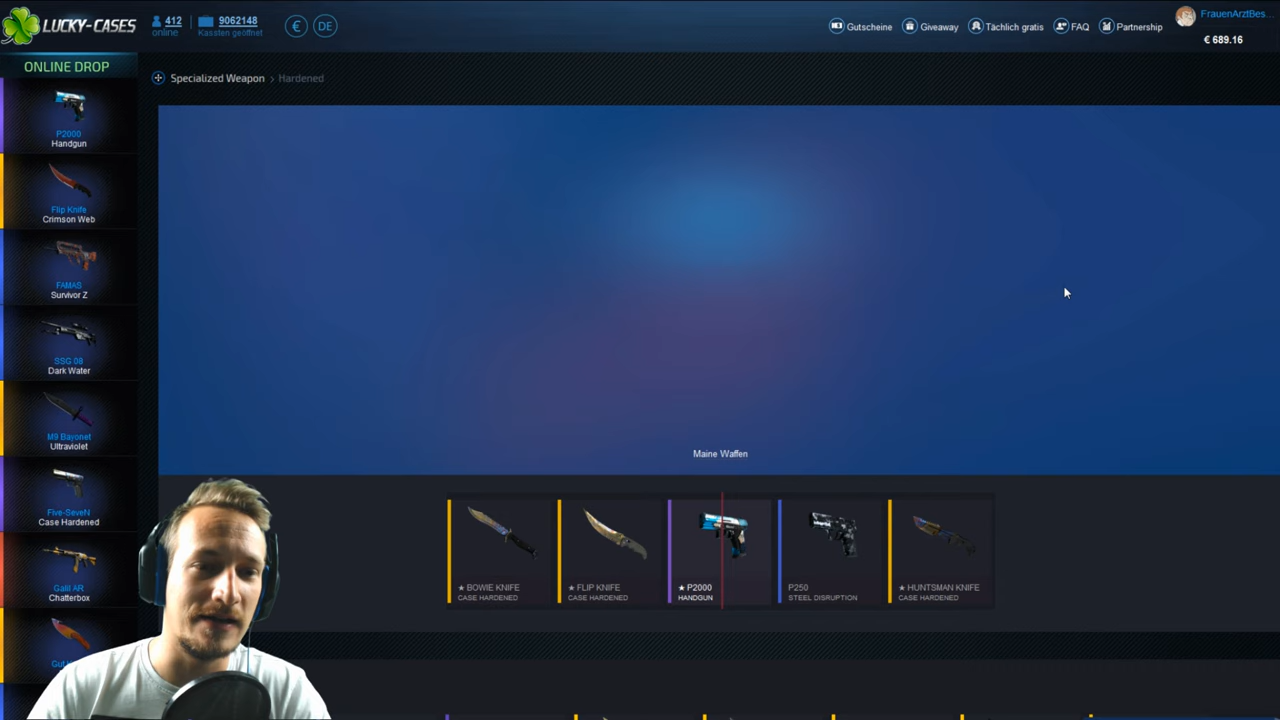 LUCKY-CASES
412
online
9062148
Kassten geöffnet
€
DE
Gutscheine
Giveaway
Tächlich gratis
FAQ
Partnership
FrauenArztBes...
€ 689.16
ONLINE DROP
Specialized Weapon > Hardened
P2000
Handgun
Flip Knife
Crimson Web
FAMAS
Survivor Z
SSG 08
Dark Water
M9 Bayonet
Ultraviolet
Five-SeveN
Case Hardened
Galil AR
Chatterbox
Maine Waffen
★ BOWIE KNIFE
CASE HARDENED
★ FLIP KNIFE
CASE HARDENED
★ P2000
HANDGUN
P250
STEEL DISRUPTION
★ HUNTSMAN KNIFE
CASE HARDENED